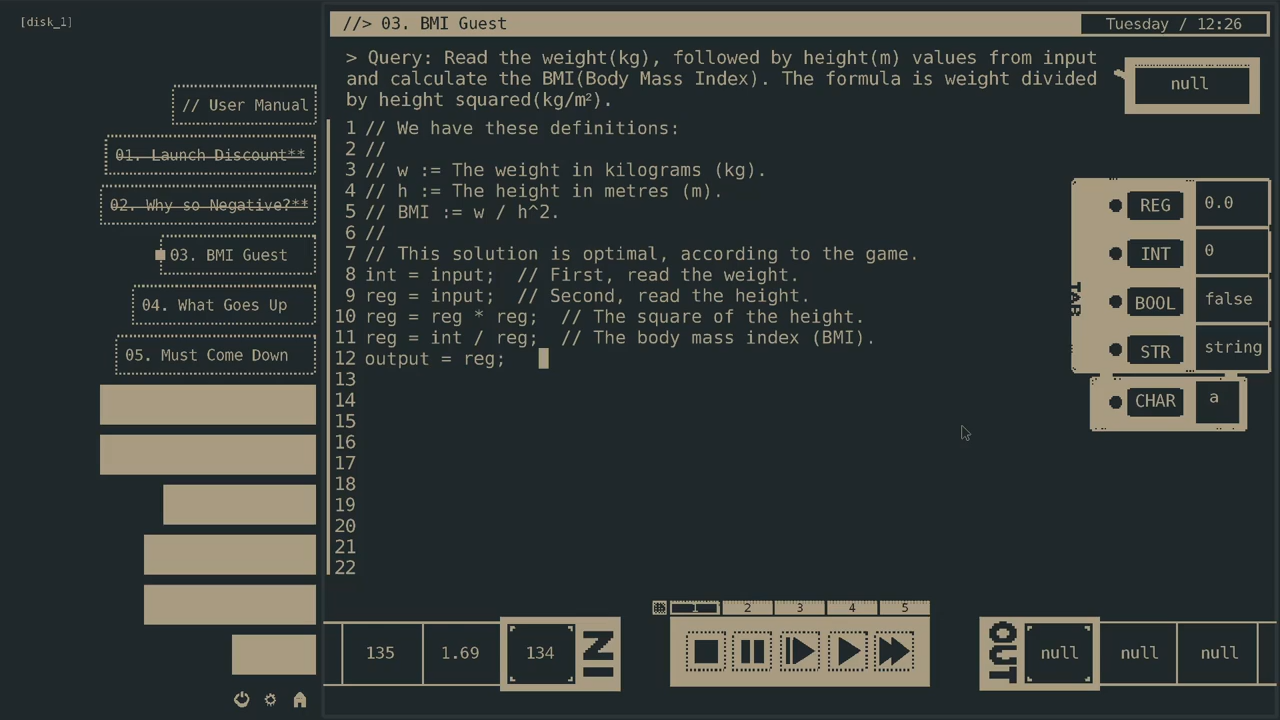 [disk_1]
//> 03. BMI Guest
Tuesday / 12:26
> Query: Read the weight(kg), followed by height(m) values from input
and calculate the BMI(Body Mass Index). The formula is weight divided
by height squared(kg/m²).
null
// User Manual
01. Launch Discount**
02. Why so Negative?**
03. BMI Guest
04. What Goes Up
05. Must Come Down
1 // We have these definitions:
2 //
3 // w := The weight in kilograms (kg).
4 // h := The height in metres (m).
5 // BMI := w / h^2.
6 //
7 // This solution is optimal, according to the game.
8 int = input;  // First, read the weight.
9 reg = input;  // Second, read the height.
10 reg = reg * reg;  // The square of the height.
11 reg = int / reg;  // The body mass index (BMI).
12 output = reg;
13
14
15
16
17
18
19
20
21
22
TAB
REG 0.0
INT 0
BOOL false
STR string
CHAR a
1 2 3 4 5
135 1.69 134 IN
OUT null null null